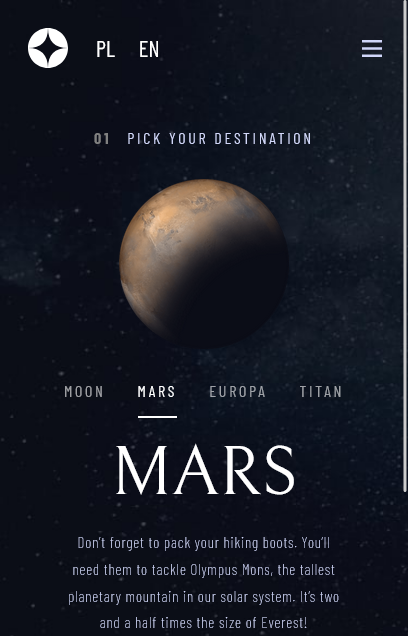 PL EN
01 PICK YOUR DESTINATION
MOON MARS EUROPA TITAN
MARS
Don't forget to pack your hiking boots. You'll
need them to tackle Olympus Mons, the tallest
planetary mountain in our solar system. It's two
and a half times the size of Everest!